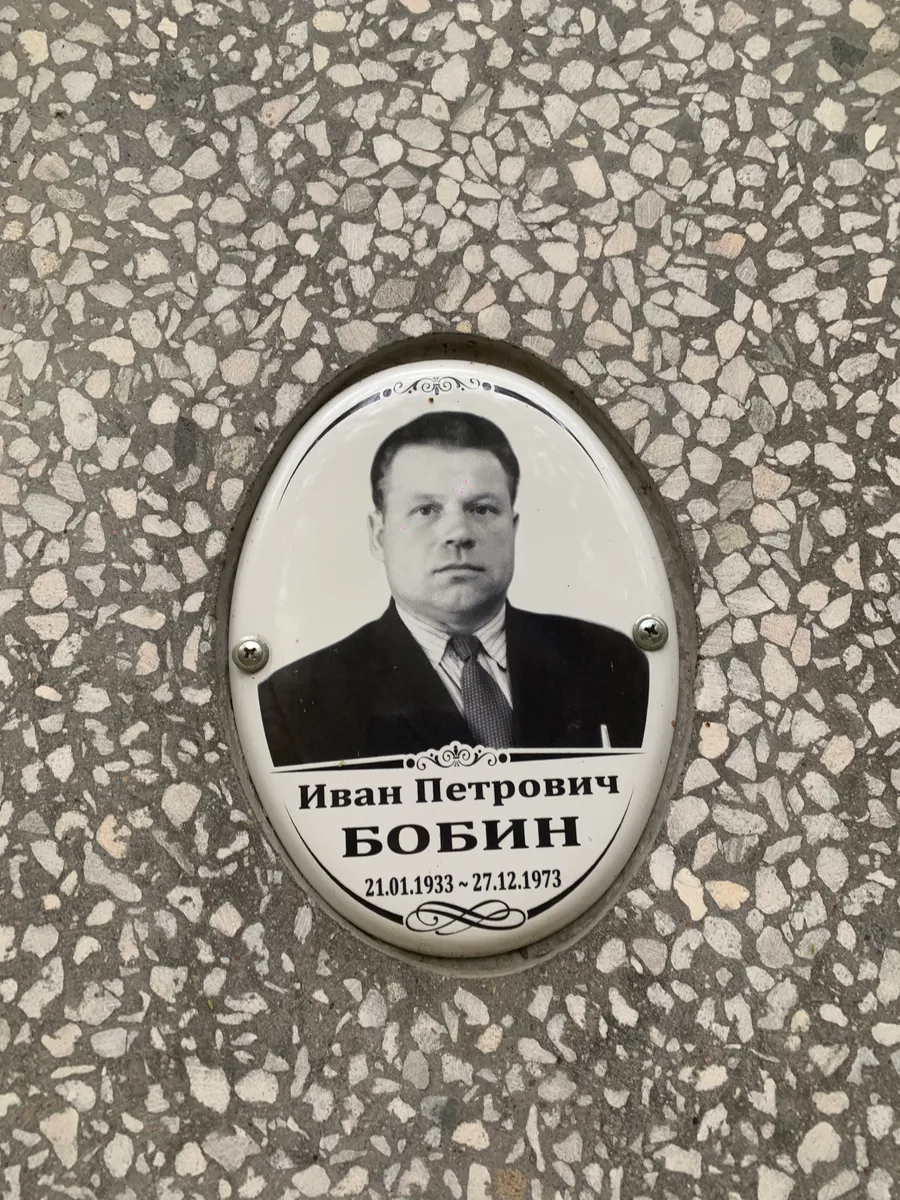 Иван Петрович
БОБИН
21.01.1933 ~ 27.12.1973